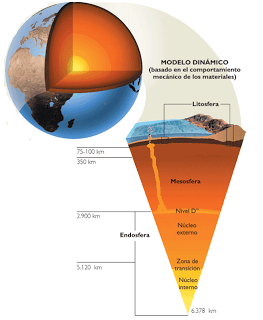 MODELO DINÁMICO
(basado en el comportamiento
mecánico de los materiales)
Litosfera
75-100 km
350 km
Mesosfera
2.900 km
Nivel D"
Núcleo
externo
Endosfera
Zona de
transición
5.120 km
Núcleo
interno
6.378 km